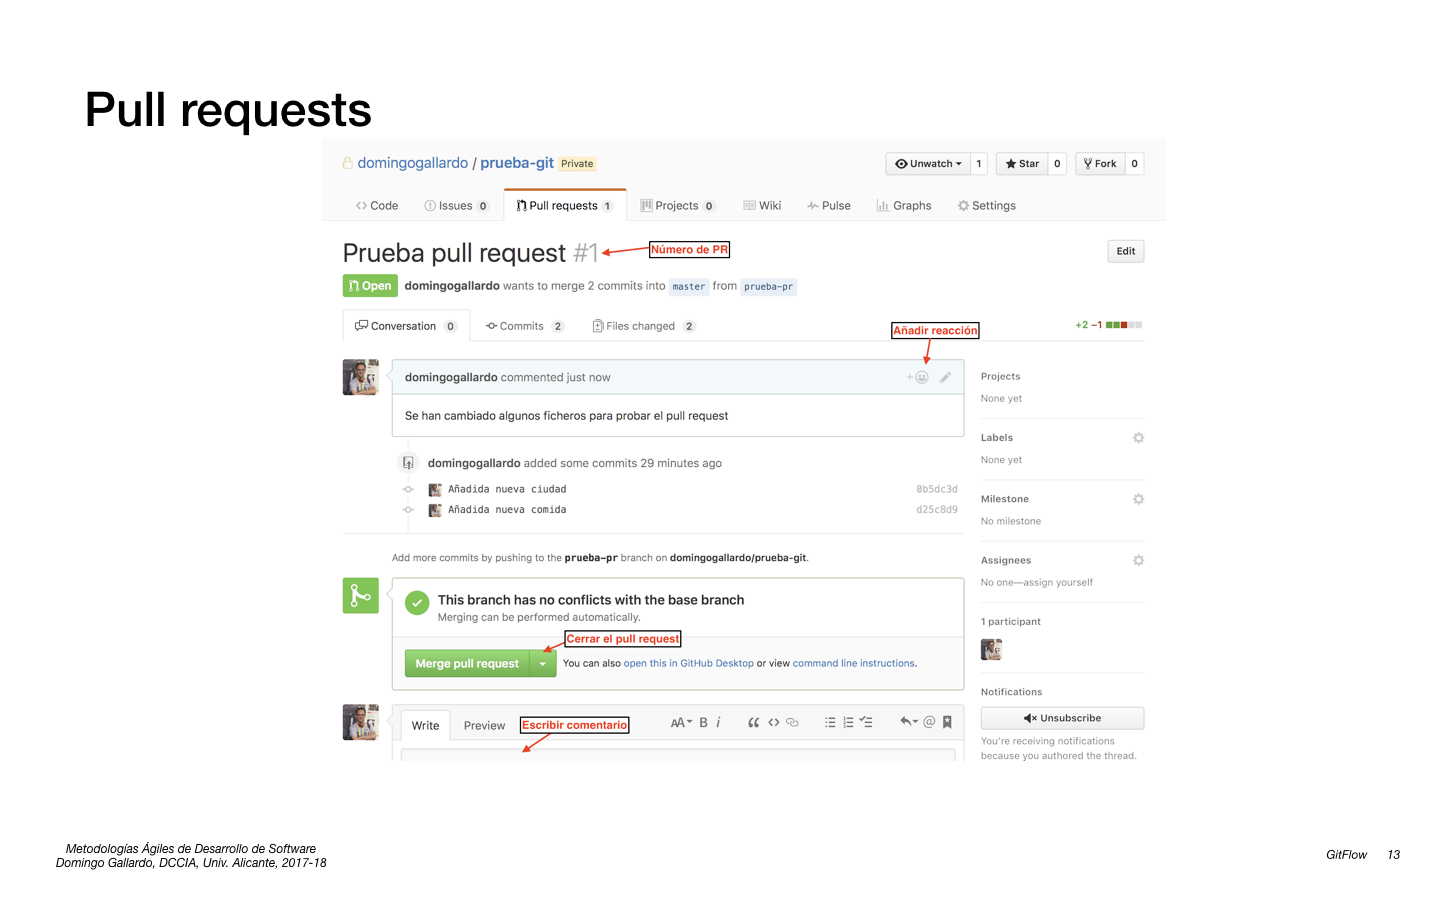 Pull requests
domingogallardo / prueba-git Private
Unwatch 1 Star 0 Fork 0
Code Issues 0 Pull requests 1 Projects 0 Wiki Pulse Graphs Settings
Prueba pull request #1
Número de PR
Edit
Open domingogallardo wants to merge 2 commits into master from prueba-pr
Conversation 0 Commits 2 Files changed 2
Añadir reacción
+2 −1
domingogallardo commented just now
Se han cambiado algunos ficheros para probar el pull request
domingogallardo added some commits 29 minutes ago
Añadida nueva ciudad 0b5dc3d
Añadida nueva comida d25c8d9
Add more commits by pushing to the prueba-pr branch on domingogallardo/prueba-git.
This branch has no conflicts with the base branch
Merging can be performed automatically.
Cerrar el pull request
Merge pull request You can also open this in GitHub Desktop or view command line instructions.
Write Preview Escribir comentario AA B i
Projects
None yet
Labels
None yet
Milestone
No milestone
Assignees
No one—assign yourself
1 participant
Notifications
Unsubscribe
You're receiving notifications
because you authored the thread.
Metodologías Ágiles de Desarrollo de Software
Domingo Gallardo, DCCIA, Univ. Alicante, 2017-18
GitFlow 13